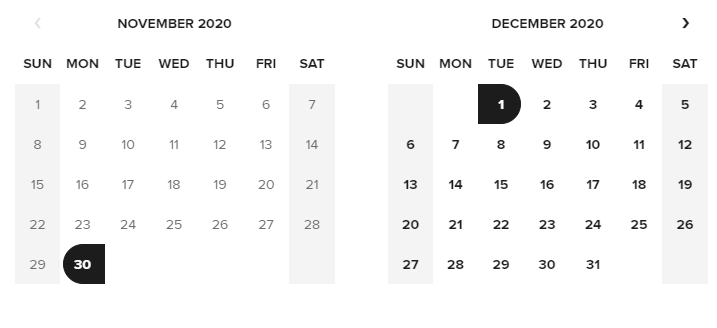 NOVEMBER 2020
SUN MON TUE WED THU FRI SAT
1 2 3 4 5 6 7
8 9 10 11 12 13 14
15 16 17 18 19 20 21
22 23 24 25 26 27 28
29 30
DECEMBER 2020
SUN MON TUE WED THU FRI SAT
1 2 3 4 5
6 7 8 9 10 11 12
13 14 15 16 17 18 19
20 21 22 23 24 25 26
27 28 29 30 31